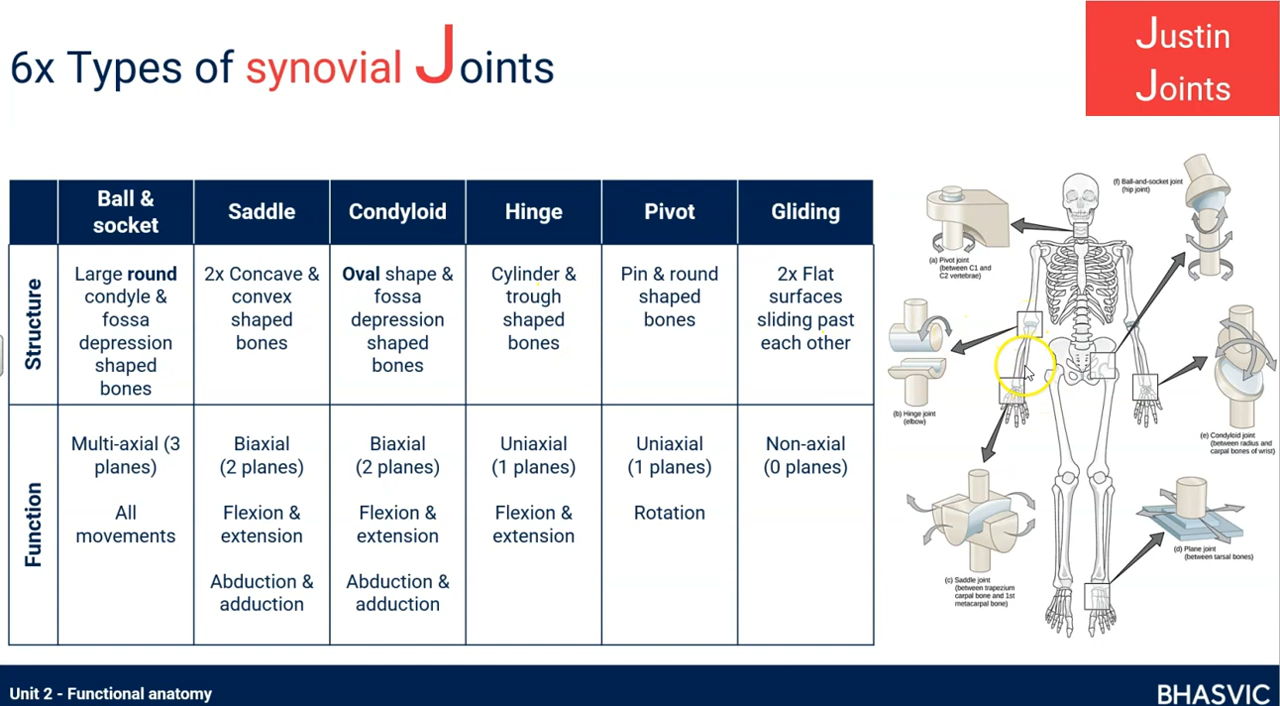 6x Types of synovial Joints
Justin
Joints
Ball &
socket
Saddle
Condyloid
Hinge
Pivot
Gliding
Structure
Large round
condyle &
fossa
depression
shaped
bones
2x Concave &
convex
shaped
bones
Oval shape &
fossa
depression
shaped
bones
Cylinder &
trough
shaped
bones
Pin & round
shaped
bones
2x Flat
surfaces
sliding past
each other
Function
Multi-axial (3
planes)
All
movements
Biaxial
(2 planes)
Flexion &
extension
Abduction &
adduction
Biaxial
(2 planes)
Flexion &
extension
Abduction &
adduction
Uniaxial
(1 planes)
Flexion &
extension
Uniaxial
(1 planes)
Rotation
Non-axial
(0 planes)
(a) Pivot joint
(between C1 and
C2 vertebrae)
(f) Ball-and-socket joint
(hip joint)
(b) Hinge joint
(elbow)
(e) Condyloid joint
(between radius and
carpal bones of wrist)
(c) Saddle joint
(between trapezium
carpal bone and 1st
metacarpal bone)
(d) Plane joint
(between tarsal bones)
Unit 2 - Functional anatomy
BHASVIC